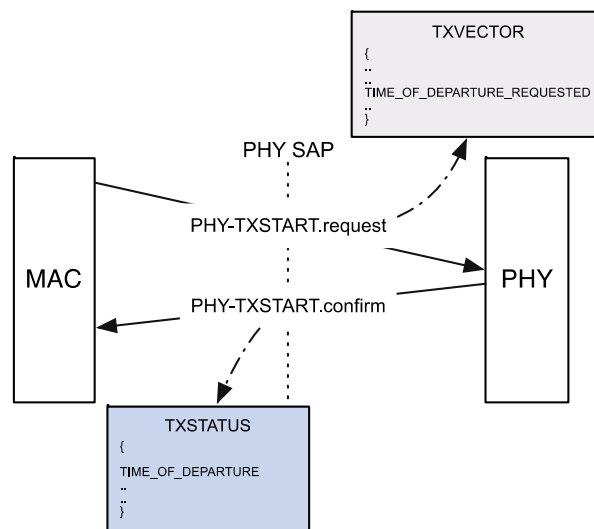 TXVECTOR
{
..
..
TIME_OF_DEPARTURE_REQUESTED
..
}
PHY SAP
PHY-TXSTART.request
MAC
PHY
PHY-TXSTART.confirm
TXSTATUS
{
TIME_OF_DEPARTURE
..
..
}